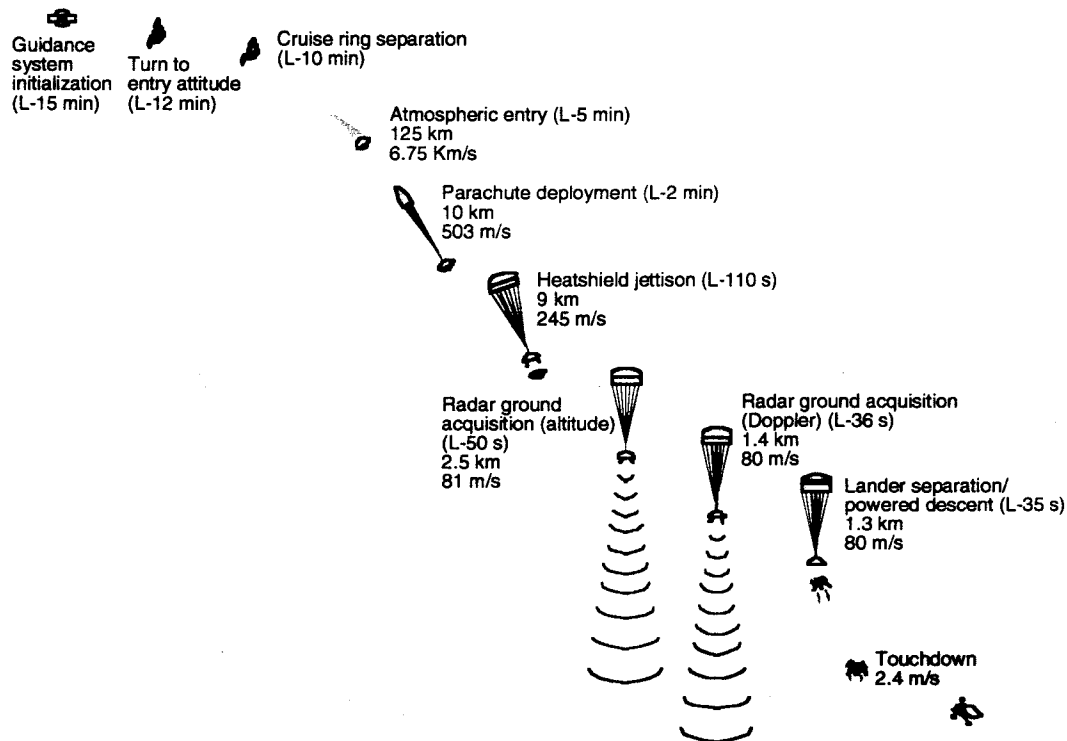 Guidance
system
initialization
(L-15 min)
Turn to
entry attitude
(L-12 min)
Cruise ring separation
(L-10 min)
Atmospheric entry (L-5 min)
125 km
6.75 Km/s
Parachute deployment (L-2 min)
10 km
503 m/s
Heatshield jettison (L-110 s)
9 km
245 m/s
Radar ground
acquisition (altitude)
(L-50 s)
2.5 km
81 m/s
Radar ground acquisition
(Doppler) (L-36 s)
1.4 km
80 m/s
Lander separation/
powered descent (L-35 s)
1.3 km
80 m/s
Touchdown
2.4 m/s